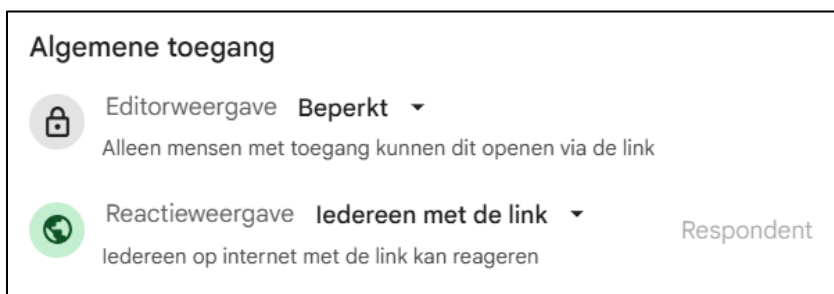 Algemene toegang
Editorweergave Beperkt
Alleen mensen met toegang kunnen dit openen via de link
Reactieweergave Iedereen met de link
Respondent
Iedereen op internet met de link kan reageren